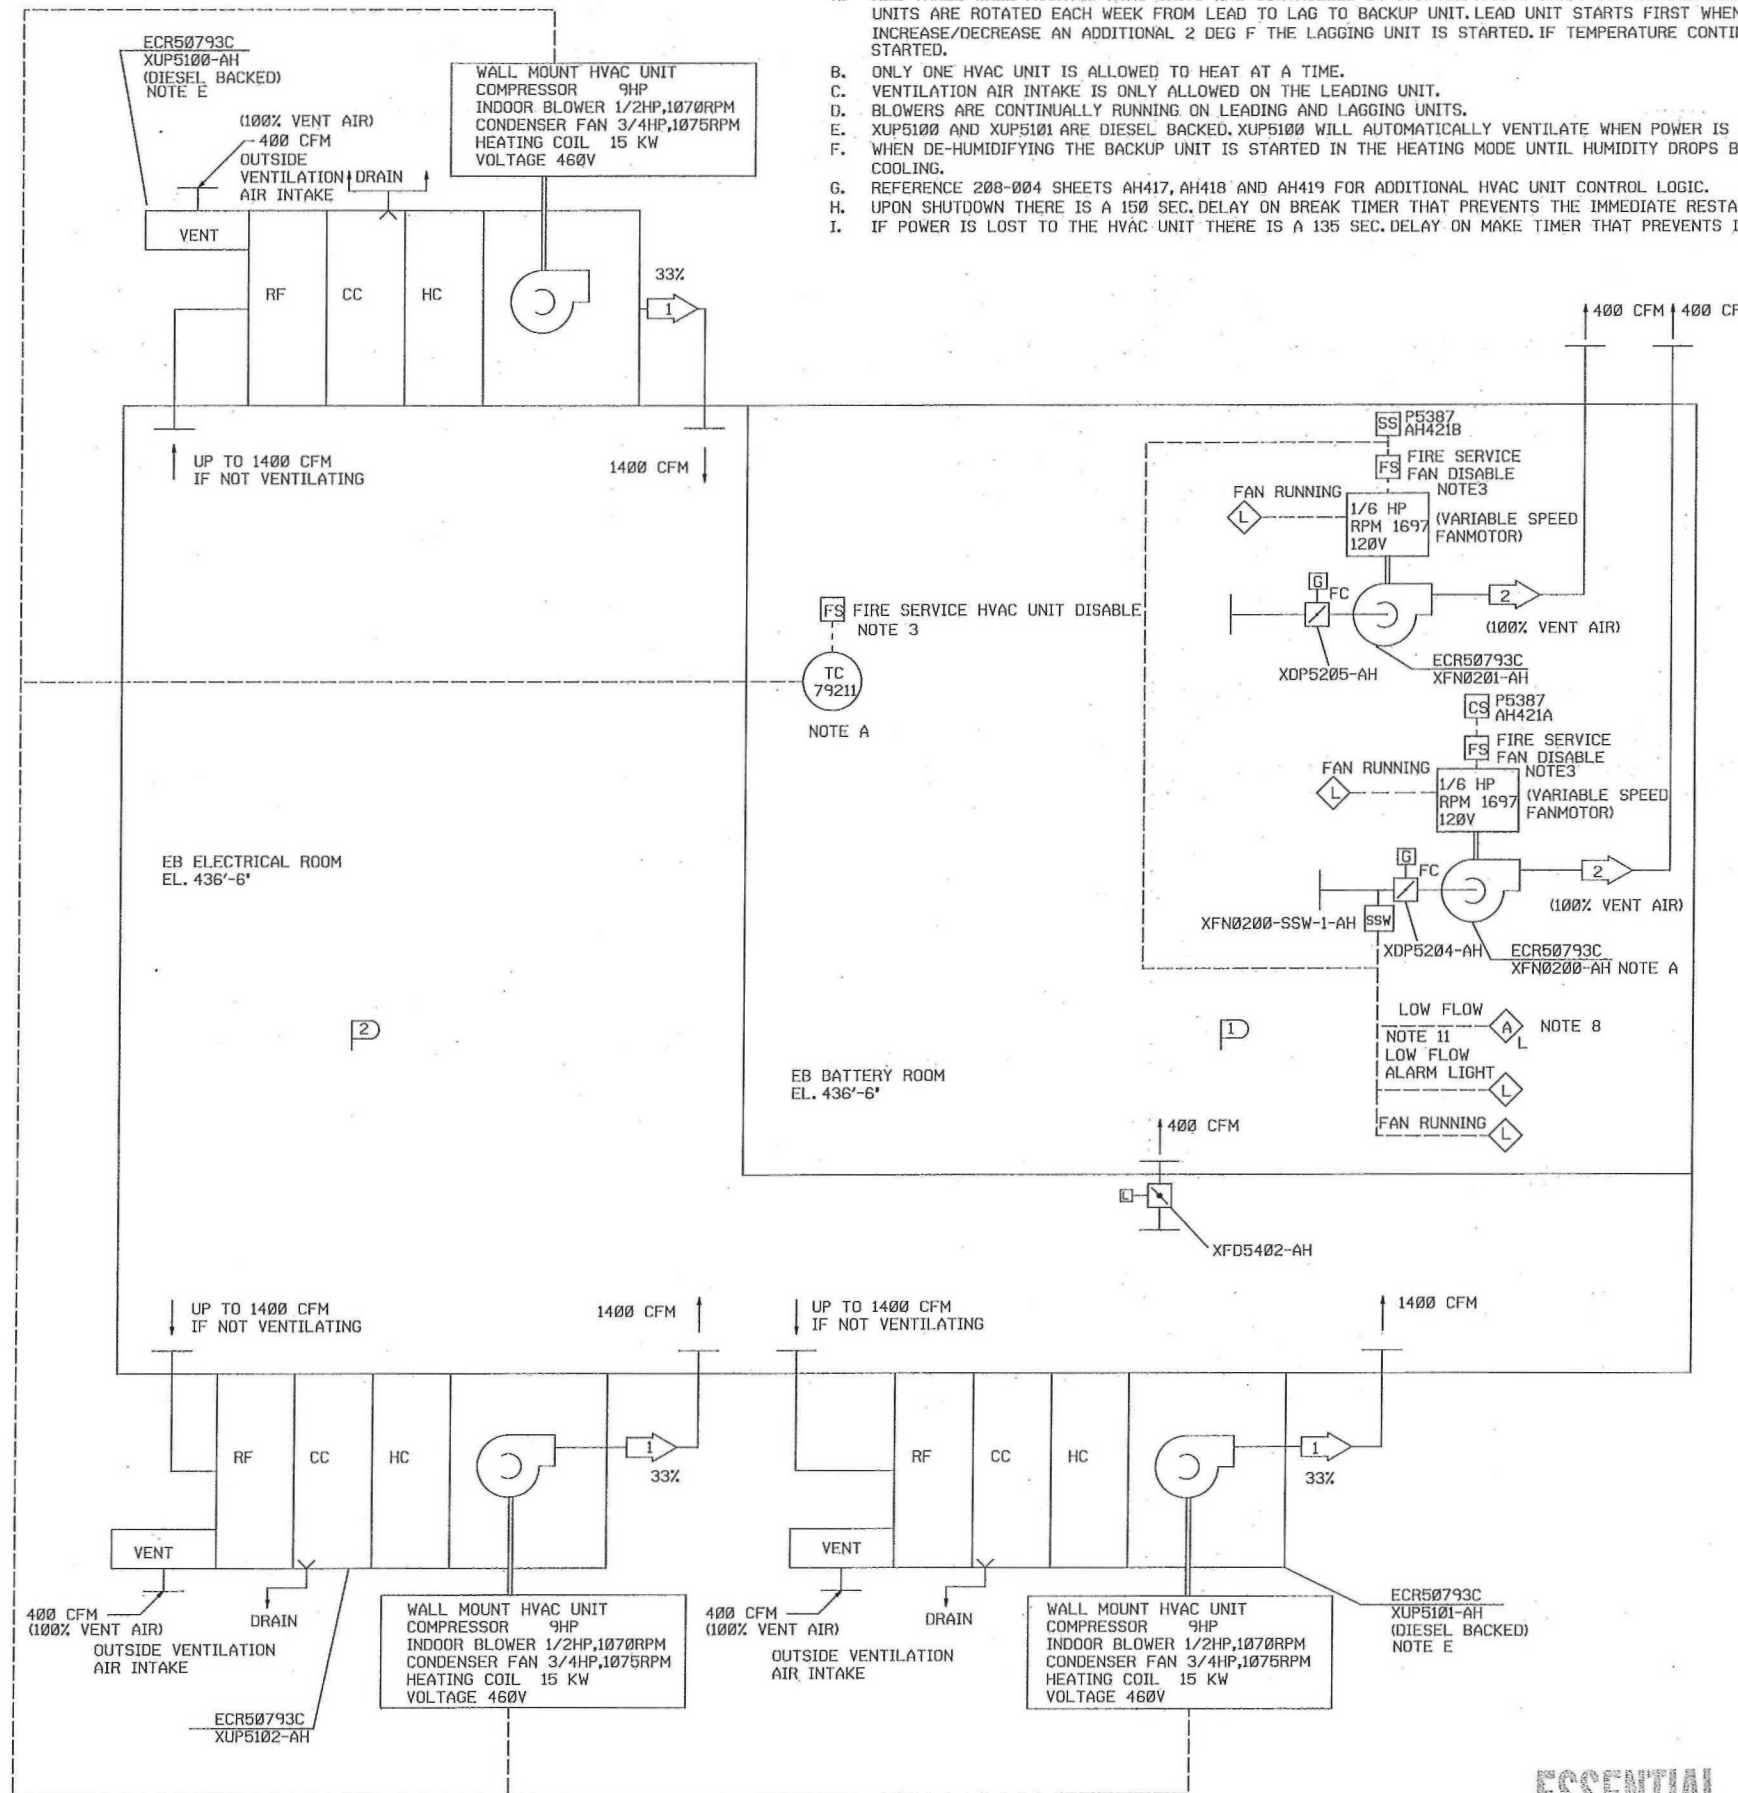 UNITS ARE ROTATED EACH WEEK FROM LEAD TO LAG TO BACKUP UNIT. LEAD UNIT STARTS FIRST WHEN
INCREASE/DECREASE AN ADDITIONAL 2 DEG F THE LAGGING UNIT IS STARTED. IF TEMPERATURE
STARTED.
B. ONLY ONE HVAC UNIT IS ALLOWED TO HEAT AT A TIME.
C. VENTILATION AIR INTAKE IS ONLY ALLOWED ON THE LEADING UNIT.
D. BLOWERS ARE CONTINUALLY RUNNING ON LEADING AND LAGGING UNITS.
E. XUP5100 AND XUP5101 ARE DIESEL BACKED. XUP5100 WILL AUTOMATICALLY VENTILATE WHEN POWER IS
F. WHEN DE-HUMIDIFYING THE BACKUP UNIT IS STARTED IN THE HEATING MODE UNTIL HUMIDITY DROPS
COOLING.
G. REFERENCE 208-004 SHEETS AH417, AH418 AND AH419 FOR ADDITIONAL HVAC UNIT CONTROL LOGIC.
H. UPON SHUTDOWN THERE IS A 150 SEC. DELAY ON BREAK TIMER THAT PREVENTS THE IMMEDIATE
I. IF POWER IS LOST TO THE HVAC UNIT THERE IS A 135 SEC. DELAY ON MAKE TIMER THAT PREVENTS
ECR50793C
XUP5100-AH
(DIESEL BACKED)
NOTE E
(100% VENT AIR)
400 CFM
OUTSIDE
VENTILATION
AIR INTAKE
DRAIN
WALL MOUNT HVAC UNIT
COMPRESSOR 9HP
INDOOR BLOWER 1/2HP,1070RPM
CONDENSER FAN 3/4HP,1075RPM
HEATING COIL 15 KW
VOLTAGE 460V
VENT
RF
CC
HC
33%
1
400 CFM
400
UP TO 1400 CFM
IF NOT VENTILATING
1400 CFM
SS
P5387
AH421B
FS
FIRE SERVICE
FAN DISABLE
NOTE3
FAN RUNNING
L
1/6 HP
RPM 1697
120V
(VARIABLE SPEED
FANMOTOR)
G
FC
2
(100% VENT AIR)
XDP5205-AH
ECR50793C
XFN0201-AH
FS
FIRE SERVICE HVAC UNIT DISABLE
NOTE 3
TC
79211
NOTE A
CS
P5387
AH421A
FS
FIRE SERVICE
FAN DISABLE
NOTE3
FAN RUNNING
L
1/6 HP
RPM 1697
120V
(VARIABLE SPEED
FANMOTOR)
G
FC
2
(100% VENT AIR)
XFN0200-SSW-1-AH
SSW
XDP5204-AH
ECR50793C
XFN0200-AH NOTE A
EB ELECTRICAL ROOM
EL. 436'-6"
2
1
LOW FLOW
A
L
NOTE 8
NOTE 11
LOW FLOW
ALARM LIGHT
L
FAN RUNNING
L
EB BATTERY ROOM
EL. 436'-6"
400 CFM
L
XFD5402-AH
UP TO 1400 CFM
IF NOT VENTILATING
1400 CFM
UP TO 1400 CFM
IF NOT VENTILATING
1400 CFM
RF
CC
HC
1
33%
VENT
RF
CC
HC
1
33%
VENT
400 CFM
(100% VENT AIR)
OUTSIDE VENTILATION
AIR INTAKE
DRAIN
WALL MOUNT HVAC UNIT
COMPRESSOR 9HP
INDOOR BLOWER 1/2HP,1070RPM
CONDENSER FAN 3/4HP,1075RPM
HEATING COIL 15 KW
VOLTAGE 460V
ECR50793C
XUP5102-AH
400 CFM
(100% VENT AIR)
OUTSIDE VENTILATION
AIR INTAKE
DRAIN
WALL MOUNT HVAC UNIT
COMPRESSOR 9HP
INDOOR BLOWER 1/2HP,1070RPM
CONDENSER FAN 3/4HP,1075RPM
HEATING COIL 15 KW
VOLTAGE 460V
ECR50793C
XUP5101-AH
(DIESEL BACKED)
NOTE E
ESSENTIAL